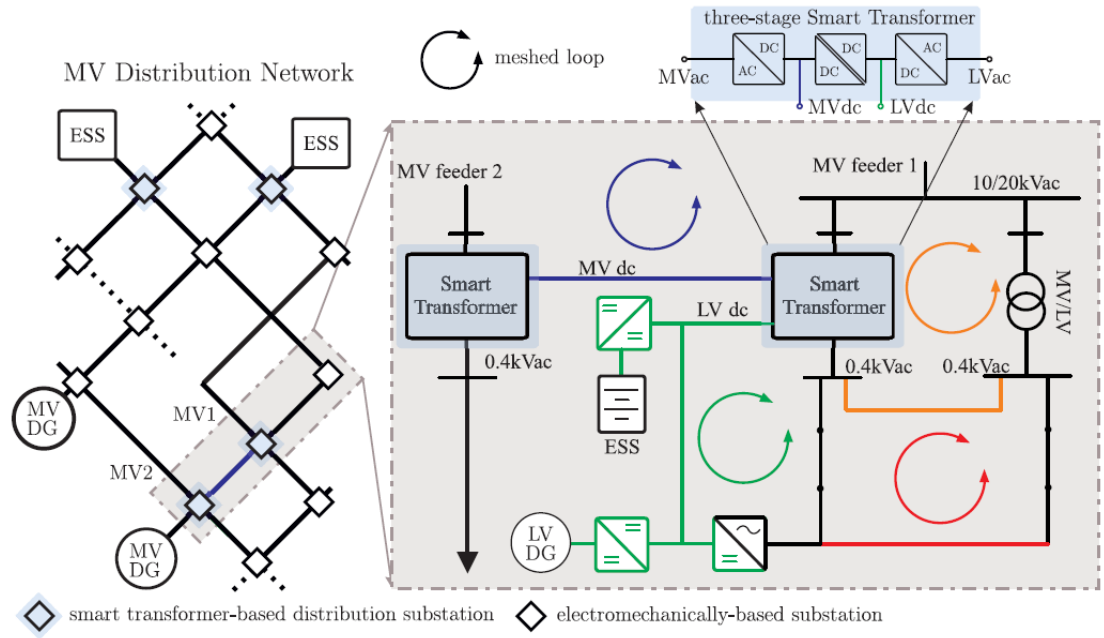 three-stage Smart Transformer
DC
AC
DC
DC
AC
DC
MVac
LVac
MVdc
LVdc
meshed loop
MV Distribution Network
ESS
ESS
MV1
MV2
MV
DG
MV
DG
MV feeder 2
MV feeder 1
10/20kVac
Smart
Transformer
MV dc
Smart
Transformer
MV/LV
LV dc
0.4kVac
0.4kVac
0.4kVac
ESS
LV
DG
smart transformer-based distribution substation
electromechanically-based substation